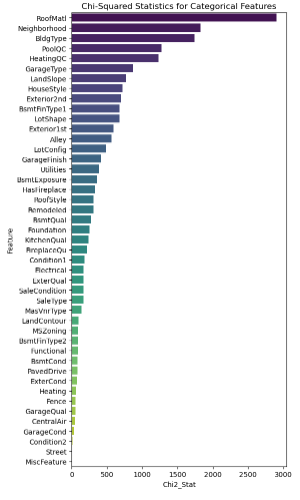 Chi-Squared Statistics for Categorical Features
RoofMatl
Neighborhood
BldgType
PoolQC
HeatingQC
GarageType
LandSlope
HouseStyle
Exterior2nd
BsmtFinType1
LotShape
Exterior1st
Alley
LotConfig
GarageFinish
Utilities
BsmtExposure
HasFireplace
RoofStyle
Remodeled
BsmtQual
Foundation
KitchenQual
FireplaceQu
Condition1
Electrical
ExterQual
SaleCondition
SaleType
MasVnrType
LandContour
MSZoning
BsmtFinType2
Functional
BsmtCond
PavedDrive
ExterCond
Heating
Fence
GarageQual
CentralAir
GarageCond
Condition2
Street
MiscFeature
Feature
0 500 1000 1500 2000 2500 3000
Chi2_Stat